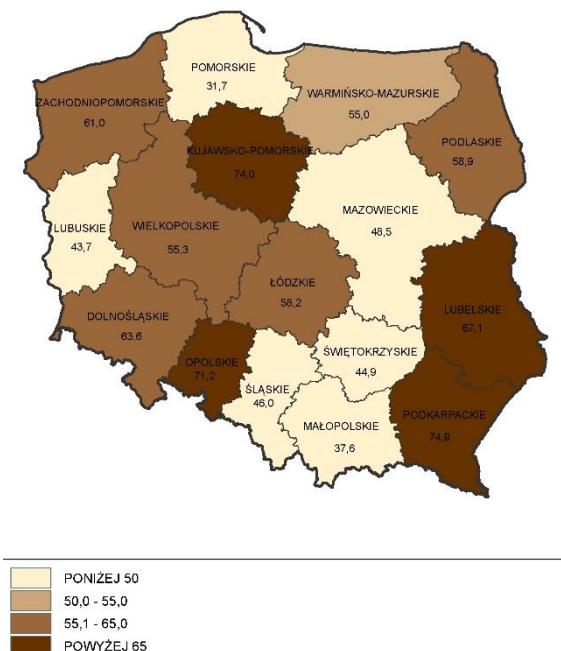 POMORSKIE
31,7
WARMIŃSKO-MAZURSKIE
55,0
ZACHODNIOPOMORSKIE
61,0
PODLASKIE
58,9
KUJAWSKO-POMORSKIE
74,0
MAZOWIECKIE
48,5
LUBUSKIE
43,7
WIELKOPOLSKIE
55,3
ŁÓDZKIE
58,2
LUBELSKIE
67,1
DOLNOŚLĄSKIE
63,6
OPOLSKIE
71,2
ŚLĄSKIE
46,0
ŚWIĘTOKRZYSKIE
44,9
MAŁOPOLSKIE
37,6
PODKARPACKIE
74,9
PONIŻEJ 50
50,0 - 55,0
55,1 - 65,0
POWYŻEJ 65